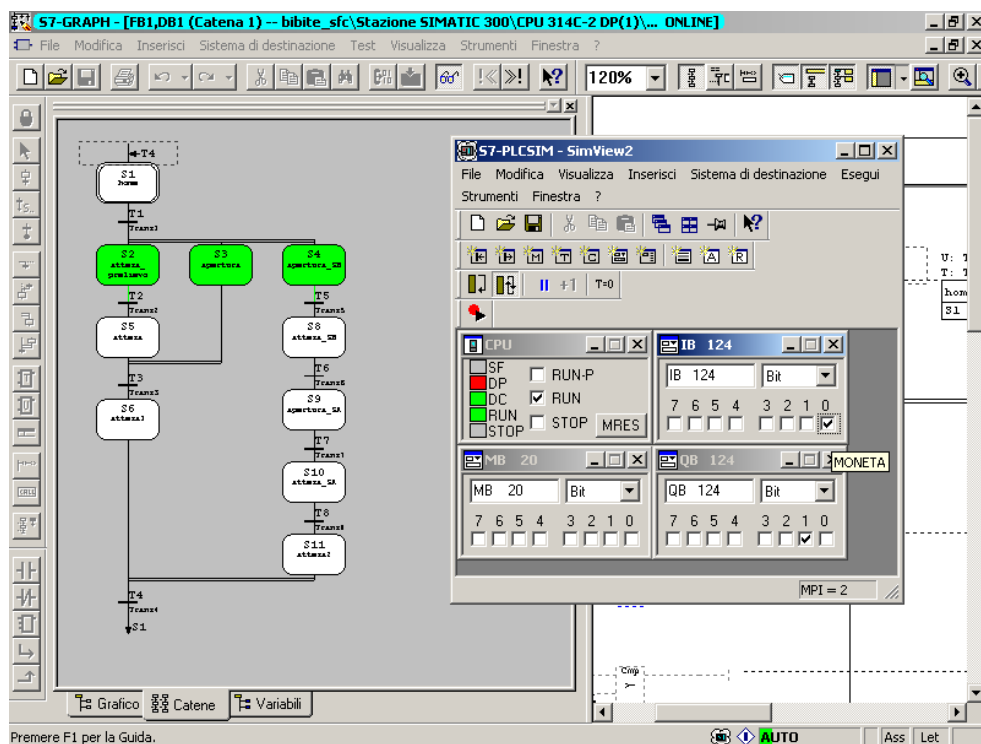 S7-GRAPH - [FB1,DB1 (Catena 1) -- bibite_sfc\Stazione SIMATIC 300\CPU 314C-2 DP(1)\... ONLINE]
File Modifica Inserisci Sistema di destinazione Test Visualizza Strumenti Finestra ?
120%
T4
S1
home
T1
Trans1
S2
attesa_
prelievo
S3
apertura
S4
apertura_SB
T2
Trans2
T5
Trans5
S5
attesa
S8
attesa_SB
T3
Trans3
T6
Trans6
S6
attesa1
S9
apertura_SA
T7
Trans7
S10
attesa_SA
T8
Trans8
S11
attesa2
T4
Trans4
S1
Grafico Catene Variabili
S7-PLCSIM - SimView2
File Modifica Visualizza Inserisci Sistema di destinazione Esegui
Strumenti Finestra ?
+1 T=0
CPU
SF
DP
DC
RUN
STOP
RUN-P
RUN
STOP MRES
IB 124
IB 124 Bit
7 6 5 4 3 2 1 0
MONETA
MB 20
MB 20 Bit
7 6 5 4 3 2 1 0
QB 124
QB 124 Bit
7 6 5 4 3 2 1 0
MPI = 2
U:
T:
hom
S1
Cmp
Premere F1 per la Guida.
AUTO
Ass Let